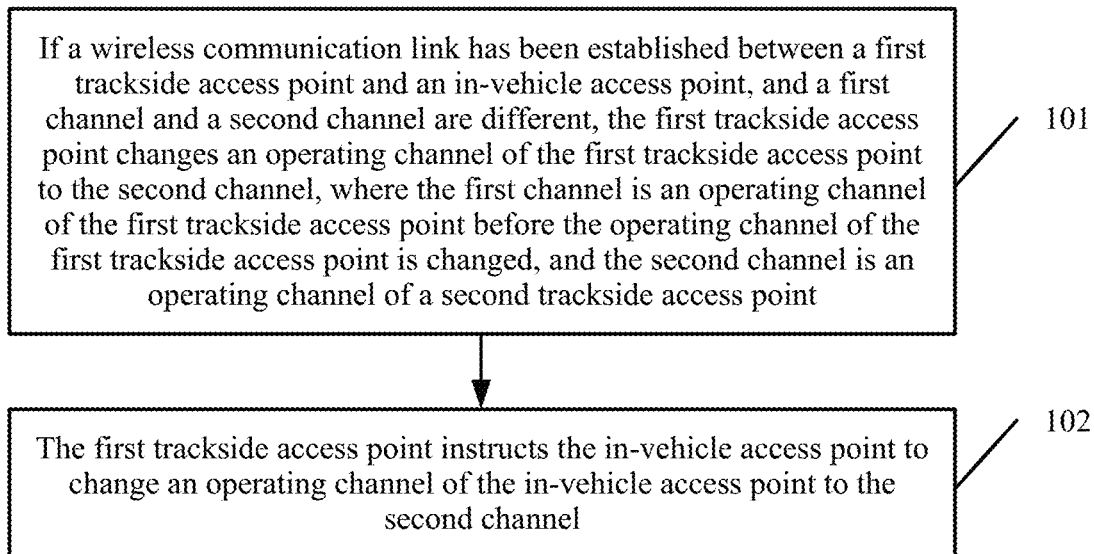 If a wireless communication link has been established between a first
trackside access point and an in-vehicle access point, and a first
channel and a second channel are different, the first trackside access
point changes an operating channel of the first trackside access point
to the second channel, where the first channel is an operating channel
of the first trackside access point before the operating channel of the
first trackside access point is changed, and the second channel is an
operating channel of a second trackside access point
101
The first trackside access point instructs the in-vehicle access point to
change an operating channel of the in-vehicle access point to the
second channel
102